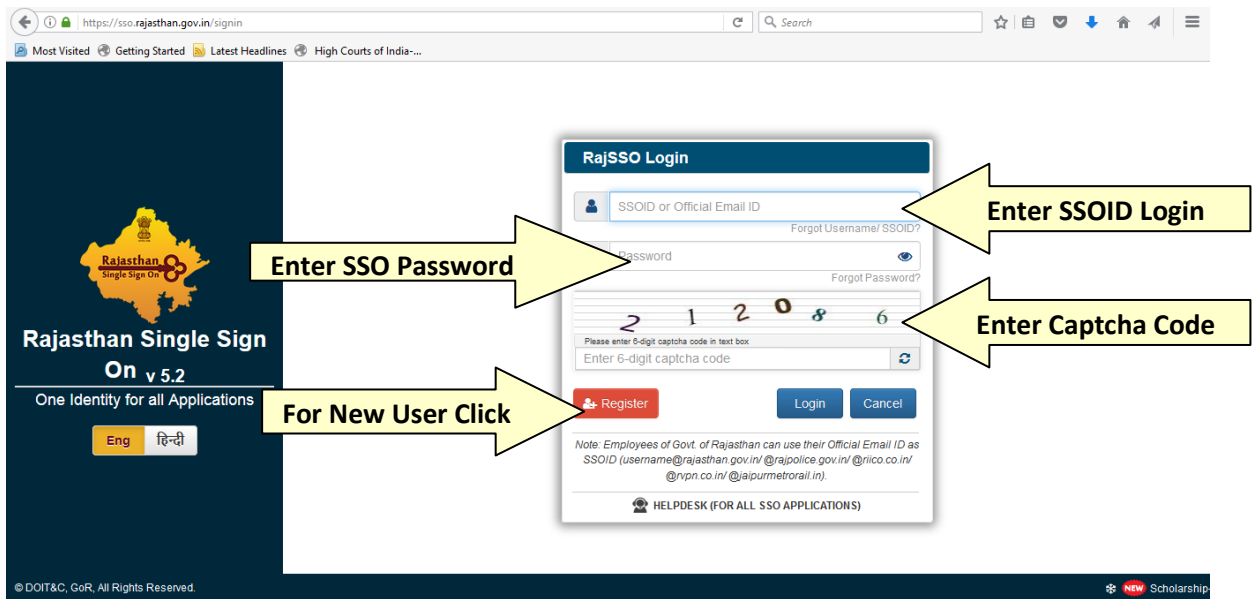 https://sso.rajasthan.gov.in/signin
Search
Most Visited Getting Started Latest Headlines High Courts of India-...
RajSSO Login
SSOID or Official Email ID
Enter SSOID Login
Forgot Username/ SSOID?
Enter SSO Password
Password
Forgot Password?
2 1 2 0 8 6
Enter Captcha Code
Please enter 6-digit captcha code in text box
Enter 6-digit captcha code
For New User Click
Register
Login
Cancel
Note: Employees of Govt. of Rajasthan can use their Official Email ID as
SSOID (username@rajasthan.gov.in/ @rajpolice.gov.in/ @riico.co.in/
@rvpn.co.in/ @jaipurmetrorail.in).
HELPDESK (FOR ALL SSO APPLICATIONS)
Rajasthan
Single Sign On
Rajasthan Single Sign
On v 5.2
One Identity for all Applications
Eng हिन्दी
© DOIT&C, GoR, All Rights Reserved.
NEW Scholarship-